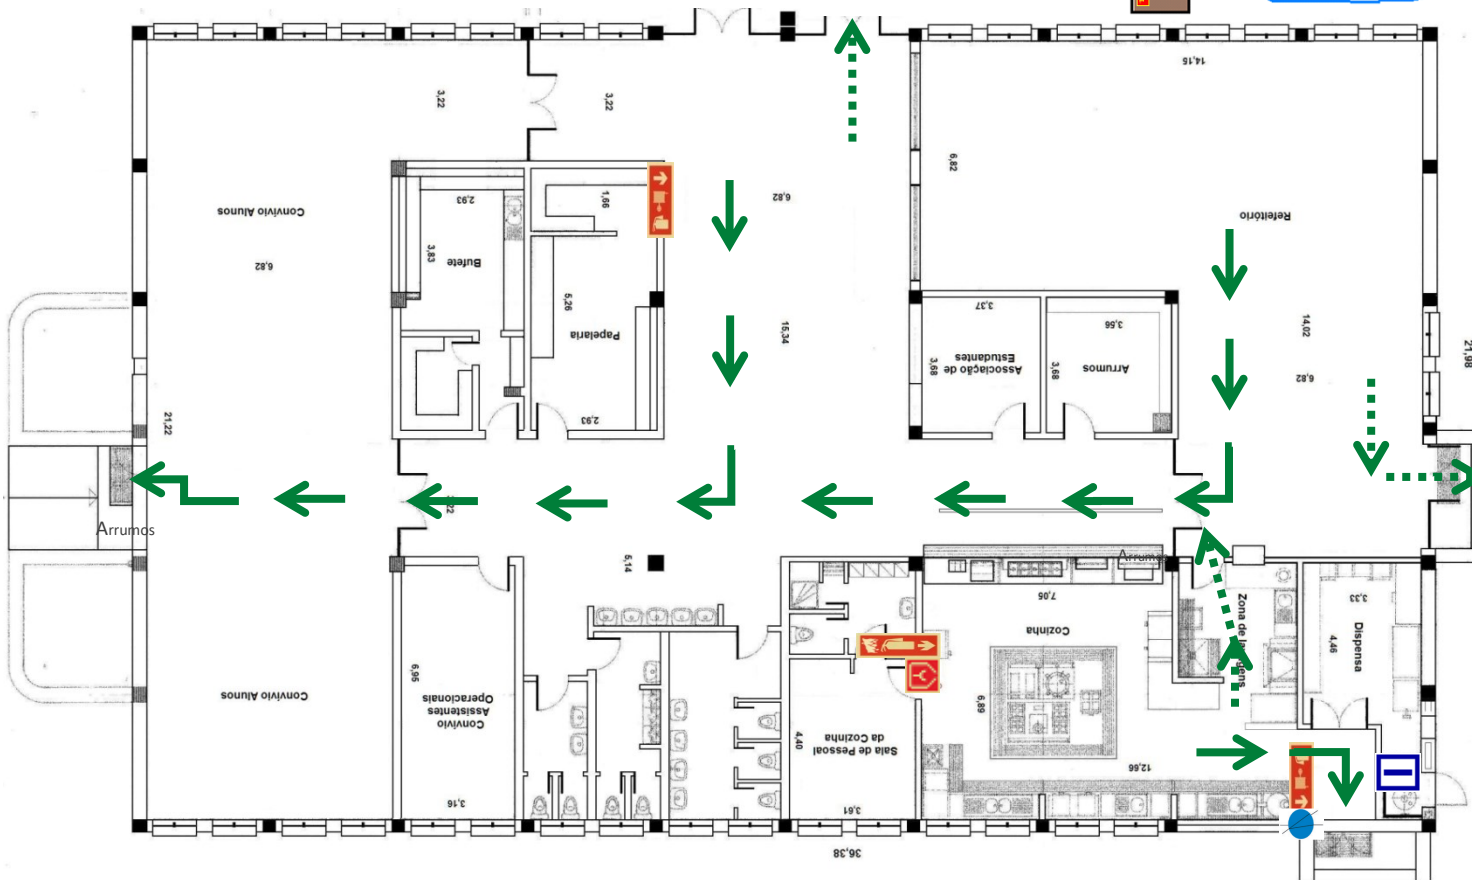 14,15
3,22
3,22
6,82
2,93
1,66
6,82
Convívio Alunos
Refeitório
3,83
Bufete
6,82
5,26
3,37
3,66
Papelaria
15,34
14,02
21,98
Associação de
Estudantes
3,68
Arrumos
3,68
6,82
2,93
21,22
Arrumos
Arrumos
5,14
7,05
Cozinha
Zona de lavagens
3,33
Dispensa
4,46
6,95
Convívio Alunos
Convívio
Assistentes
Operacionais
6,89
4,40
Sala de Pessoal
da Cozinha
12,66
3,16
3,61
36,38